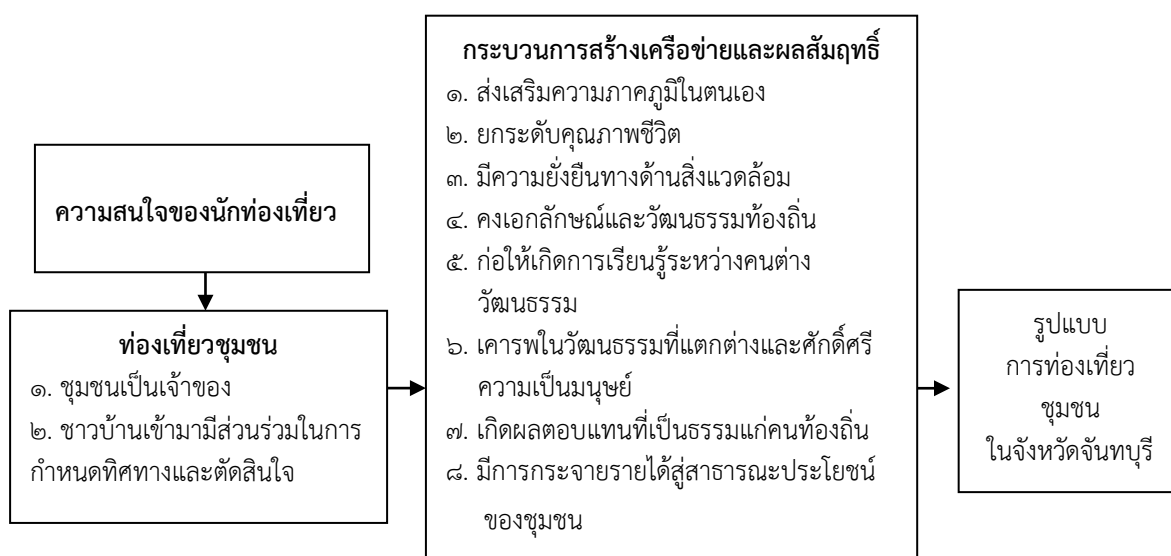 ความสนใจของนักท่องเที่ยว
ท่องเที่ยวชุมชน
๑. ชุมชนเป็นเจ้าของ
๒. ชาวบ้านเข้ามามีส่วนร่วมในการ
กำหนดทิศทางและตัดสินใจ
กระบวนการสร้างเครือข่ายและผลสัมฤทธิ์
๑. ส่งเสริมความภาคภูมิในตนเอง
๒. ยกระดับคุณภาพชีวิต
๓. มีความยั่งยืนทางด้านสิ่งแวดล้อม
๔. คงเอกลักษณ์และวัฒนธรรมท้องถิ่น
๕. ก่อให้เกิดการเรียนรู้ระหว่างคนต่าง
วัฒนธรรม
๖. เคารพในวัฒนธรรมที่แตกต่างและศักดิ์ศรี
ความเป็นมนุษย์
๗. เกิดผลตอบแทนที่เป็นธรรมแก่คนท้องถิ่น
๘. มีการกระจายรายได้สู่สาธารณะประโยชน์
ของชุมชน
รูปแบบ
การท่องเที่ยว
ชุมชน
ในจังหวัดจันทบุรี